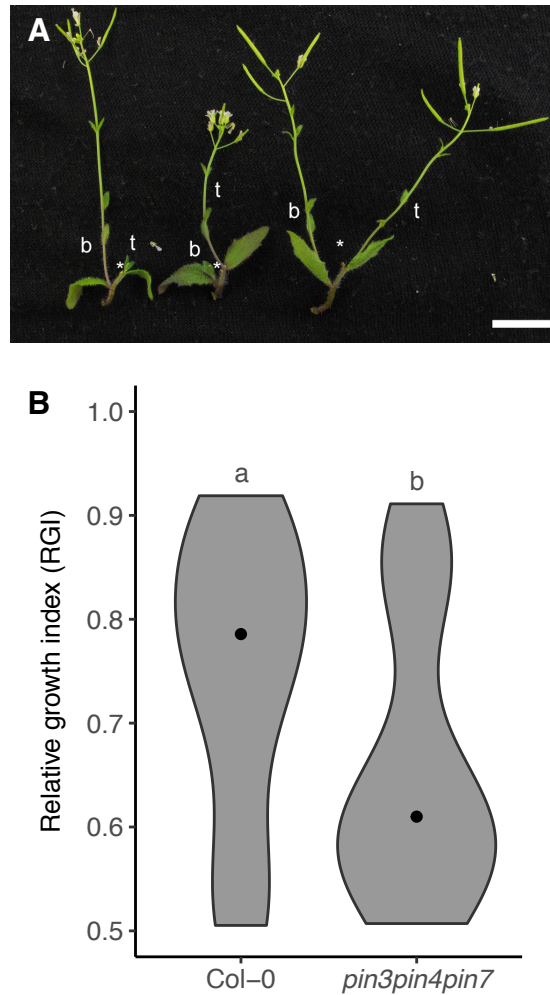 A
b
t
*
b
t
*
b
t
*
B
Relative growth index (RGI)
1.0
0.9
0.8
0.7
0.6
0.5
a
b
Col−0
pin3pin4pin7